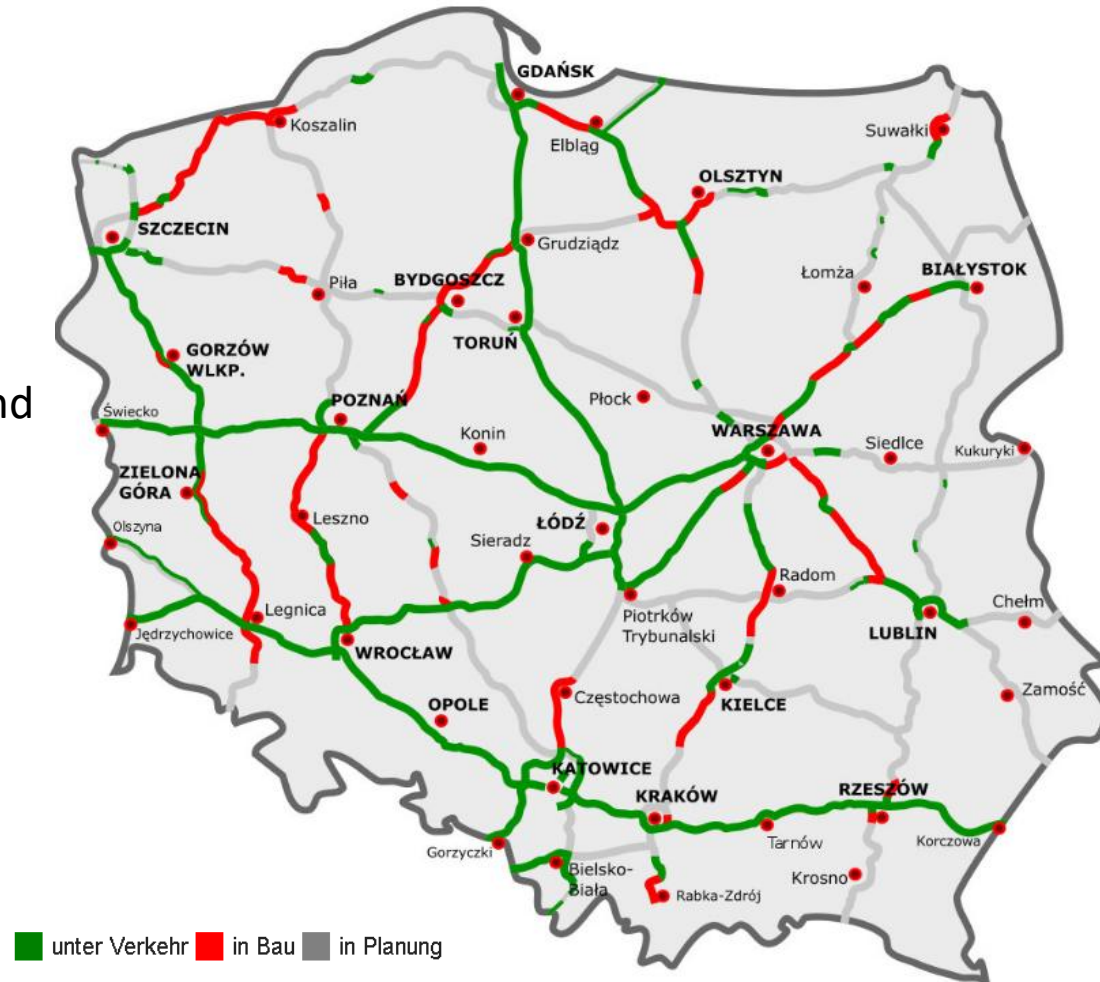 GDAŃSK
Koszalin
Elbląg
Suwałki
OLSZTYN
SZCZECIN
Grudziądz
Piła
BYDGOSZCZ
Łomża
BIAŁYSTOK
TORUŃ
GORZÓW
WLKP.
nd
Świecko
POZNAŃ
Płock
Konin
WARSZAWA
Siedlce
Kukuryki
ZIELONA
GÓRA
Leszno
ŁÓDŹ
Olszyna
Sieradz
Radom
Legnica
Piotrków
Trybunalski
Chełm
LUBLIN
Jędrzychowice
WROCŁAW
Częstochowa
KIELCE
Zamość
OPOLE
KATOWICE
KRAKÓW
RZESZÓW
Gorzyczki
Tarnów
Korczowa
Bielsko-
Biała
Rabka-Zdrój
Krosno
unter Verkehr in Bau in Planung